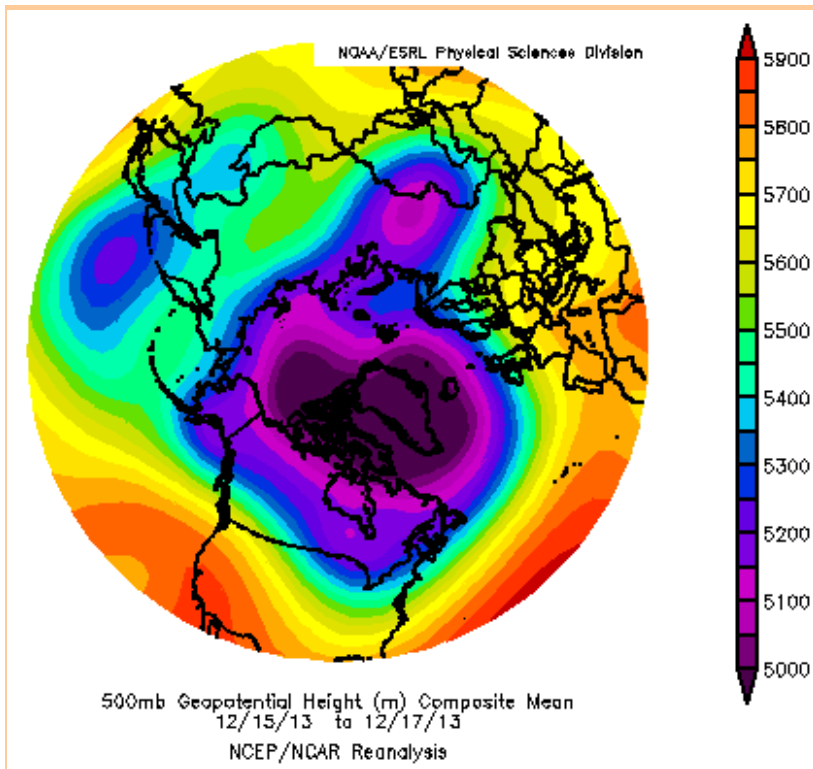 NOAA/ESRL Physical Sciences Division
5900
5800
5700
5600
5500
5400
5300
5200
5100
5000
500mb Geopotential Height (m) Composite Mean
12/15/13 to 12/17/13
NCEP/NCAR Reanalysis